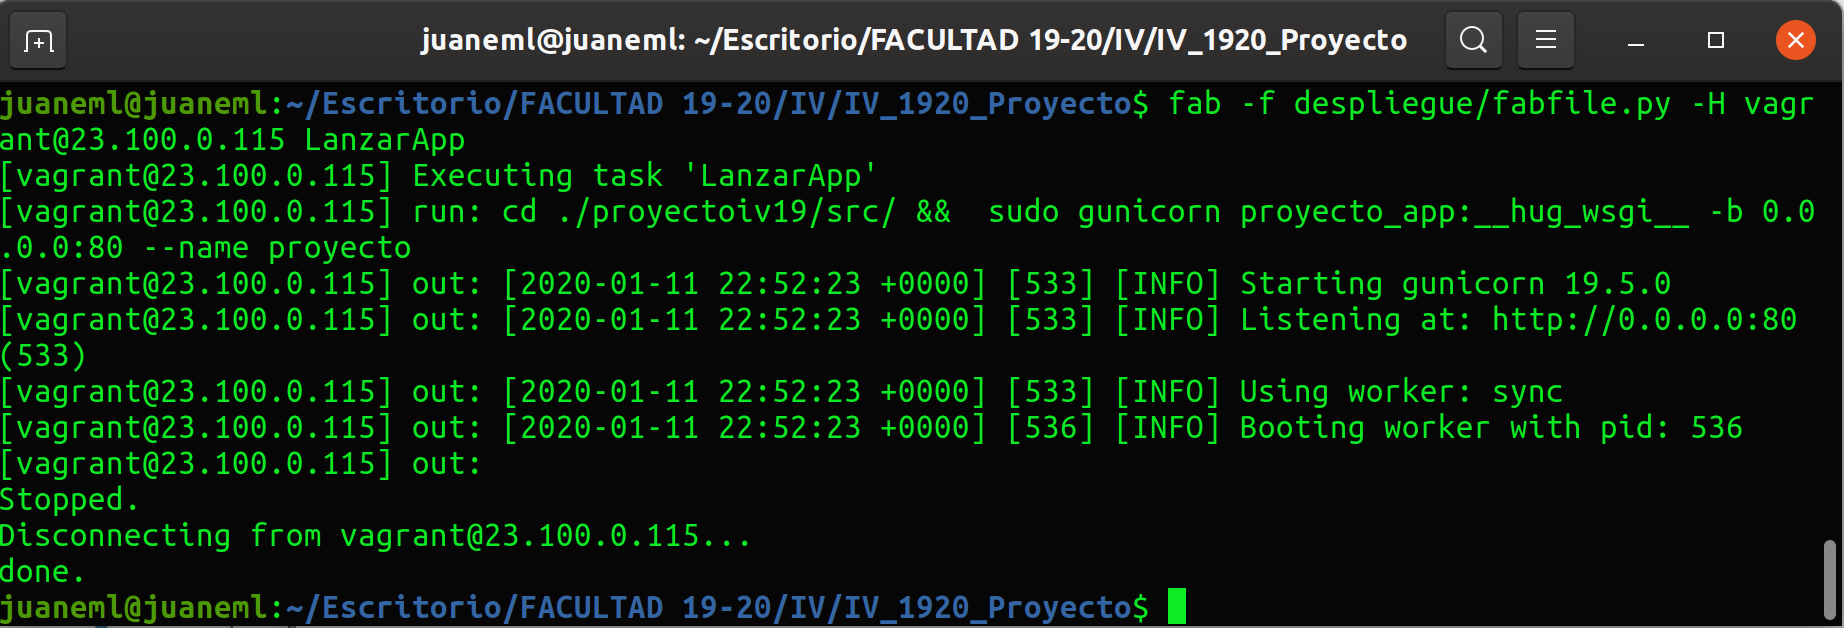 juaneml@juaneml: ~/Escritorio/FACULTAD 19-20/IV/IV_1920_Proyecto
juaneml@juaneml:~/Escritorio/FACULTAD 19-20/IV/IV_1920_Proyecto$ fab -f despliegue/fabfile.py -H vagr
ant@23.100.0.115 LanzarApp
[vagrant@23.100.0.115] Executing task 'LanzarApp'
[vagrant@23.100.0.115] run: cd ./proyectoiv19/src/ &&  sudo gunicorn proyecto_app:__hug_wsgi__ -b 0.0
.0.0:80 --name proyecto
[vagrant@23.100.0.115] out: [2020-01-11 22:52:23 +0000] [533] [INFO] Starting gunicorn 19.5.0
[vagrant@23.100.0.115] out: [2020-01-11 22:52:23 +0000] [533] [INFO] Listening at: http://0.0.0.0:80
(533)
[vagrant@23.100.0.115] out: [2020-01-11 22:52:23 +0000] [533] [INFO] Using worker: sync
[vagrant@23.100.0.115] out: [2020-01-11 22:52:23 +0000] [536] [INFO] Booting worker with pid: 536
[vagrant@23.100.0.115] out:
Stopped.
Disconnecting from vagrant@23.100.0.115...
done.
juaneml@juaneml:~/Escritorio/FACULTAD 19-20/IV/IV_1920_Proyecto$